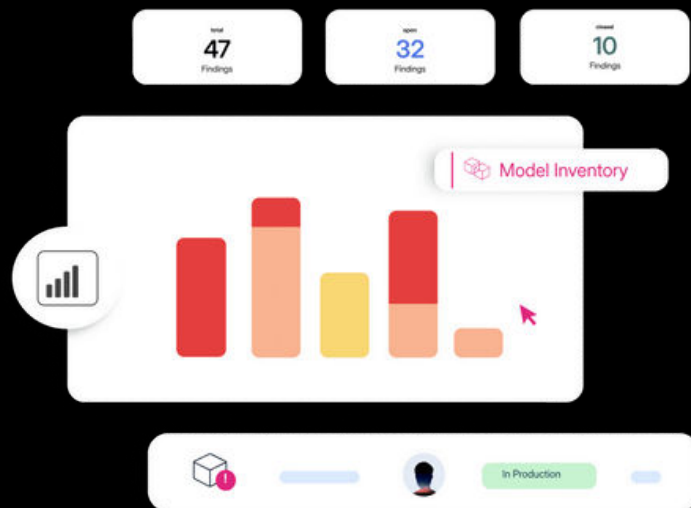 total
47
Findings
open
32
Findings
closed
10
Findings
Model Inventory
In Production